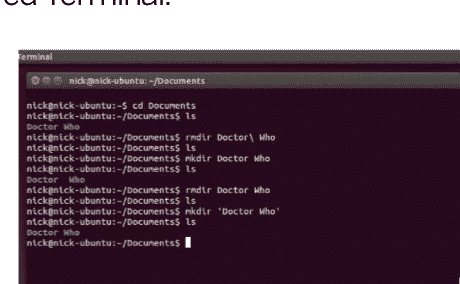 ed Terminal.
Terminal
nick@nick-ubuntu: ~/Documents
nick@nick-ubuntu:~$ cd Documents
nick@nick-ubuntu:~/Documents$ ls
Doctor Who
nick@nick-ubuntu:~/Documents$ rmdir Doctor\ Who
nick@nick-ubuntu:~/Documents$ ls
nick@nick-ubuntu:~/Documents$ mkdir Doctor Who
nick@nick-ubuntu:~/Documents$ ls
Doctor  Who
nick@nick-ubuntu:~/Documents$ rmdir Doctor Who
nick@nick-ubuntu:~/Documents$ ls
nick@nick-ubuntu:~/Documents$ mkdir 'Doctor Who'
nick@nick-ubuntu:~/Documents$ ls
Doctor Who
nick@nick-ubuntu:~/Documents$